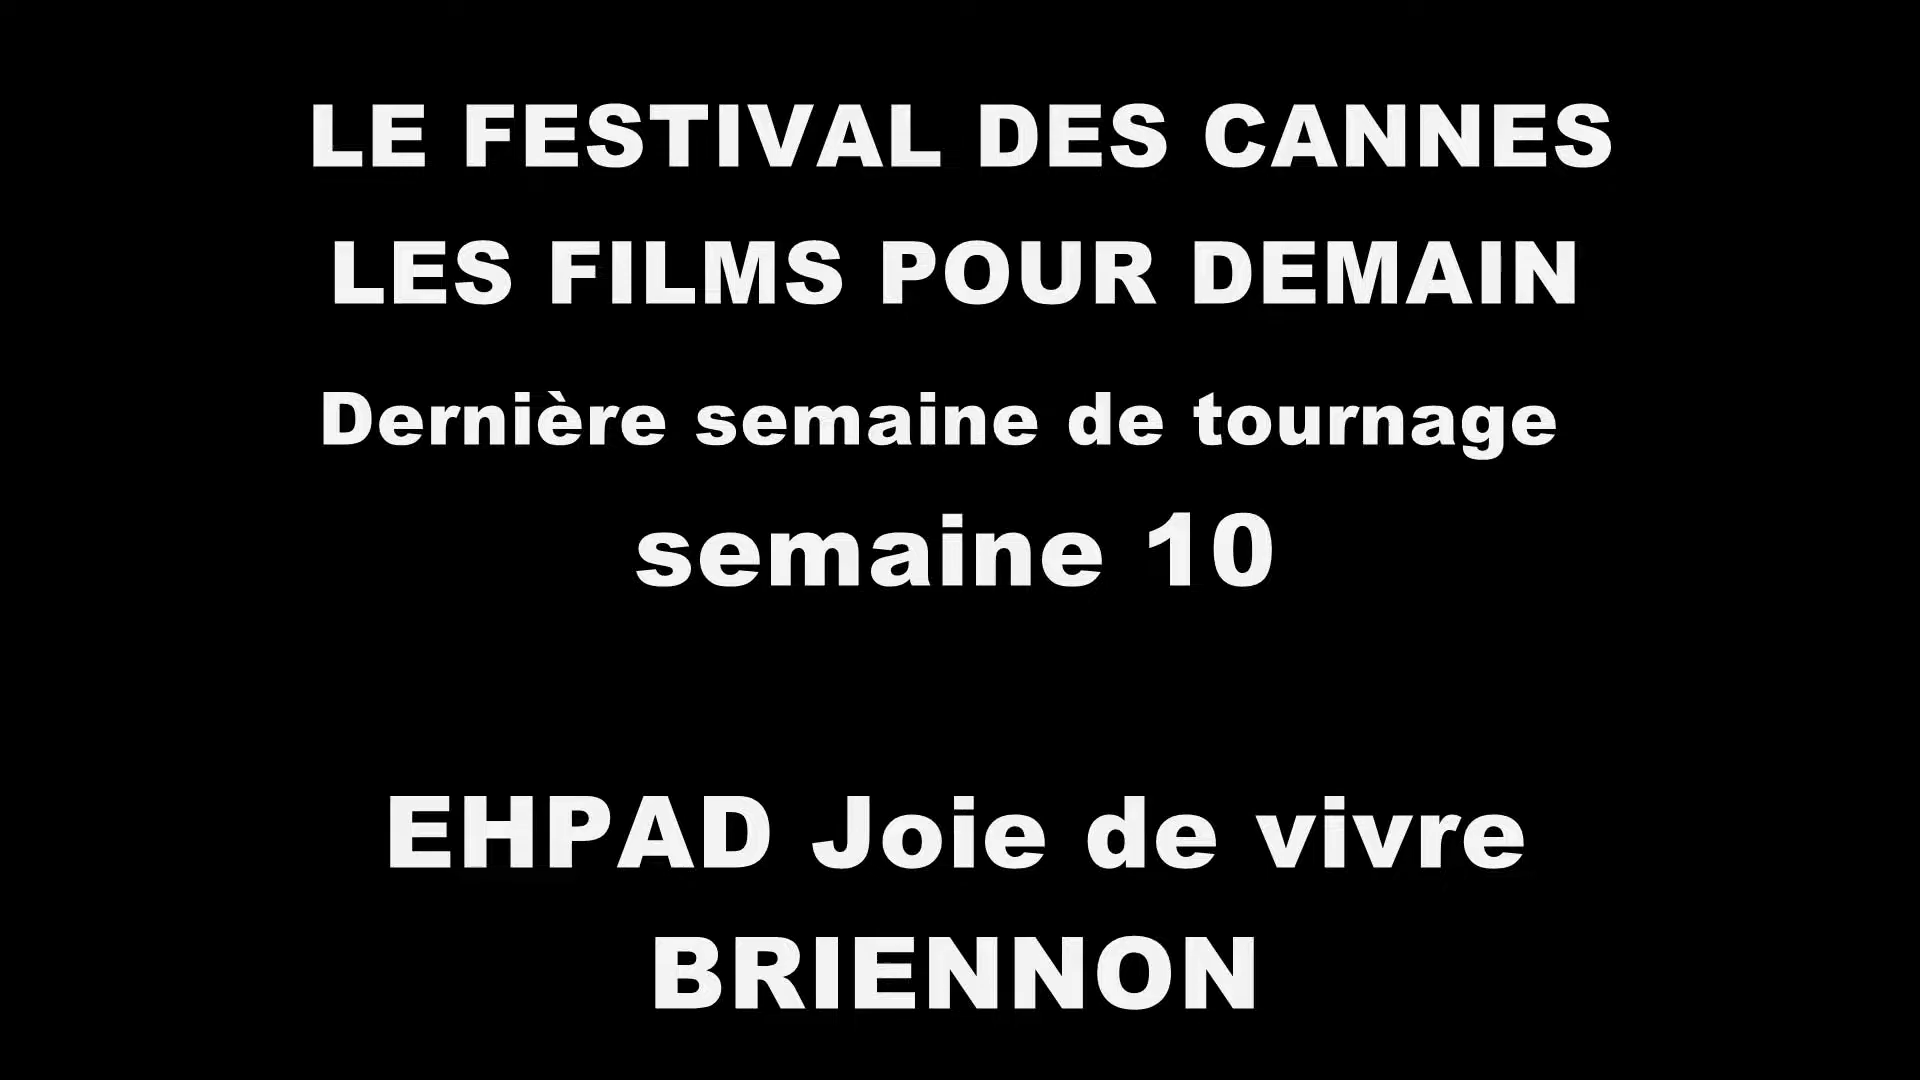 LE FESTIVAL DES CANNES
LES FILMS POUR DEMAIN
Dernière semaine de tournage
semaine 10
EHPAD Joie de vivre
BRIENNON